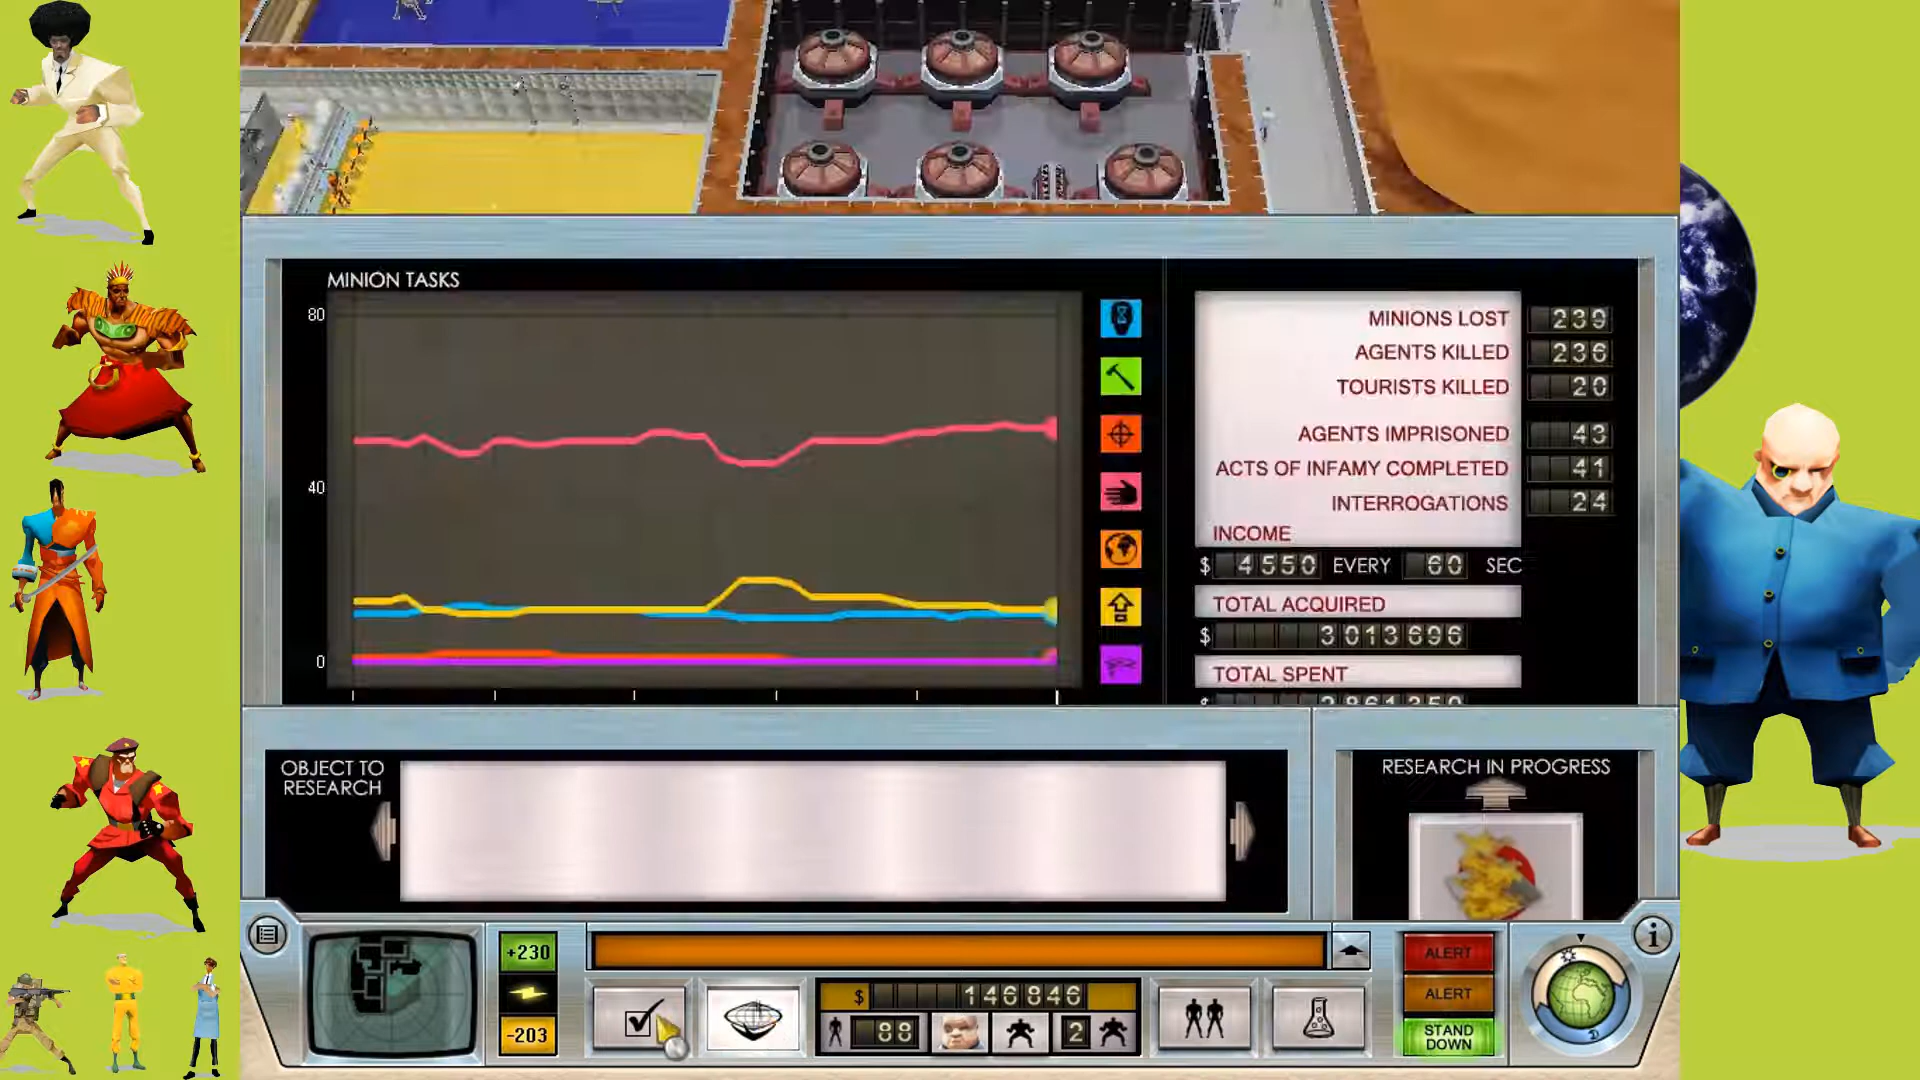 MINION TASKS
80
40
0
MINIONS LOST 239
AGENTS KILLED 236
TOURISTS KILLED 20
AGENTS IMPRISONED 43
ACTS OF INFAMY COMPLETED 41
INTERROGATIONS 24
INCOME
$ 4550 EVERY 60 SEC
TOTAL ACQUIRED
$ 3013696
TOTAL SPENT
OBJECT TO
RESEARCH
RESEARCH IN PROGRESS
+230
-203
$ 146846
88
2
ALERT
ALERT
STAND
DOWN
i